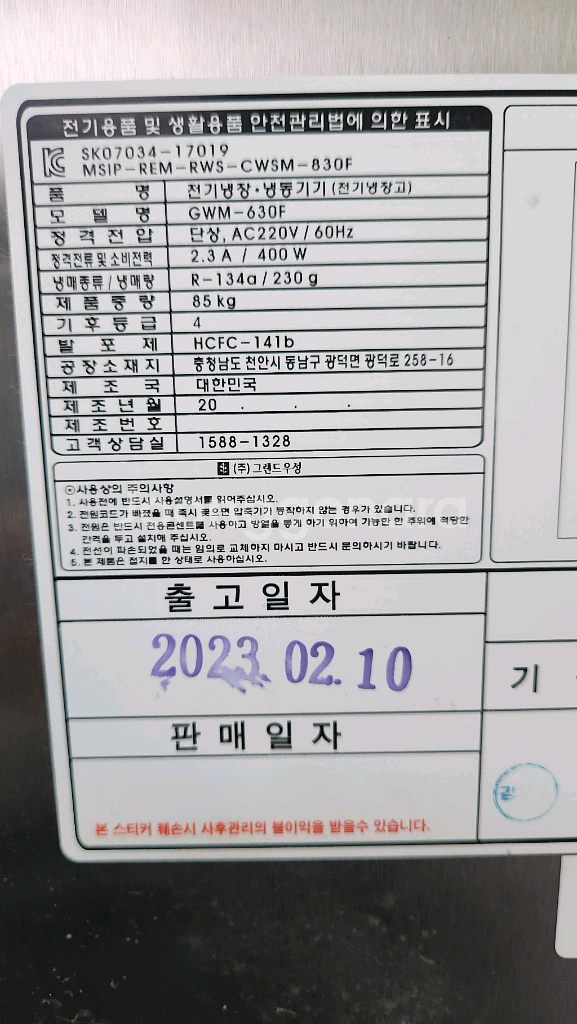 전기용품 및 생활용품 안전관리법에 의한 표시
SK07034-17019
MSIP-REM-RWS-CWSM-830F
품 명 전기냉장·냉동기기 (전기냉장고)
모 델 명 GWM-630F
정 격 전 압 단상, AC220V / 60Hz
정격전류 및 소비전력 2.3 A / 400 W
냉매종류 / 냉매량 R-134a / 230 g
제 품 중 량 85 kg
기 후 등 급 4
발 포 제 HCFC-141b
공 장 소 재 지 충청남도 천안시 동남구 광덕면 광덕로 258-16
제 조 국 대한민국
제 조 년 월 20 . . .
제 조 번 호
고 객 상 담 실 1588-1328
(주) 그랜드우성
⊙사용상의 주의사항
1. 사용전에 반드시 사용설명서를 읽어주십시오.
2. 전원코드가 빠졌을 때 즉시 꽂으면 압축기가 동작하지 않는 경우가 있습니다.
3. 전원은 반드시 전용콘센트를 사용하고 방열을 좋게 하기 위하여 가능한 한 주위에 적당한
간격을 두고 설치해 주십시오.
4. 전선이 파손되었을 때는 임의로 교체하지 마시고 반드시 문의하시기 바랍니다.
5. 본 제품은 접지를 한 상태로 사용하십시오.
gongra
출 고 일 자
2023. 02. 10
기
판 매 일 자
본 스티커 훼손시 사후관리의 불이익을 받을수 있습니다.